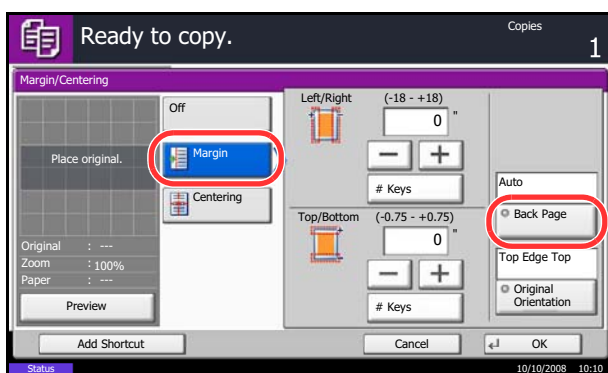 Ready to copy.
Copies
1
Margin/Centering
Place original.
Original : ---
Zoom : 100%
Paper : ---
Preview
Off
Margin
Centering
Left/Right (-18 - +18)
0 "
− +
# Keys
Top/Bottom (-0.75 - +0.75)
0 "
− +
# Keys
Auto
Back Page
Top Edge Top
Original
Orientation
Add Shortcut
Cancel
OK
Status
10/10/2008 10:10